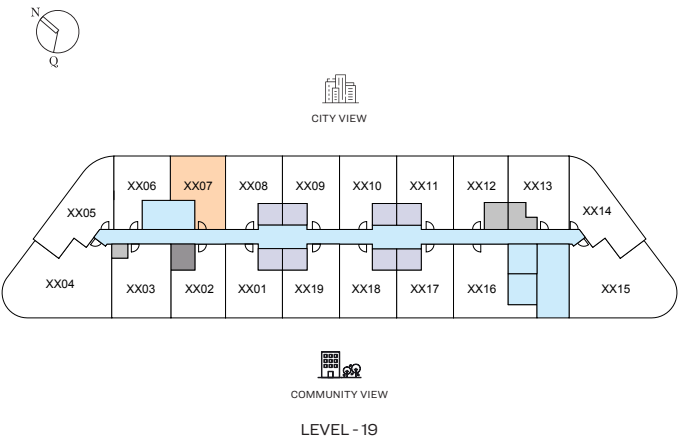 N
Q
CITY VIEW
XX06 XX07 XX08 XX09 XX10 XX11 XX12 XX13
XX05 XX14
XX04 XX03 XX02 XX01 XX19 XX18 XX17 XX16 XX15
COMMUNITY VIEW
LEVEL - 19